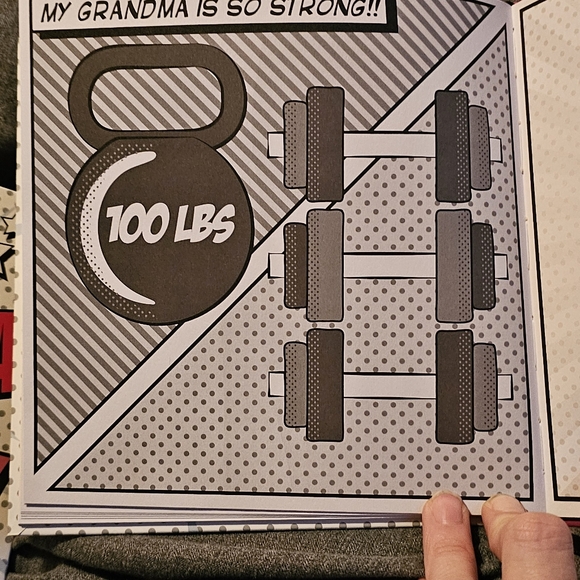 MY GRANDMA IS SO STRONG!!
100 LBS